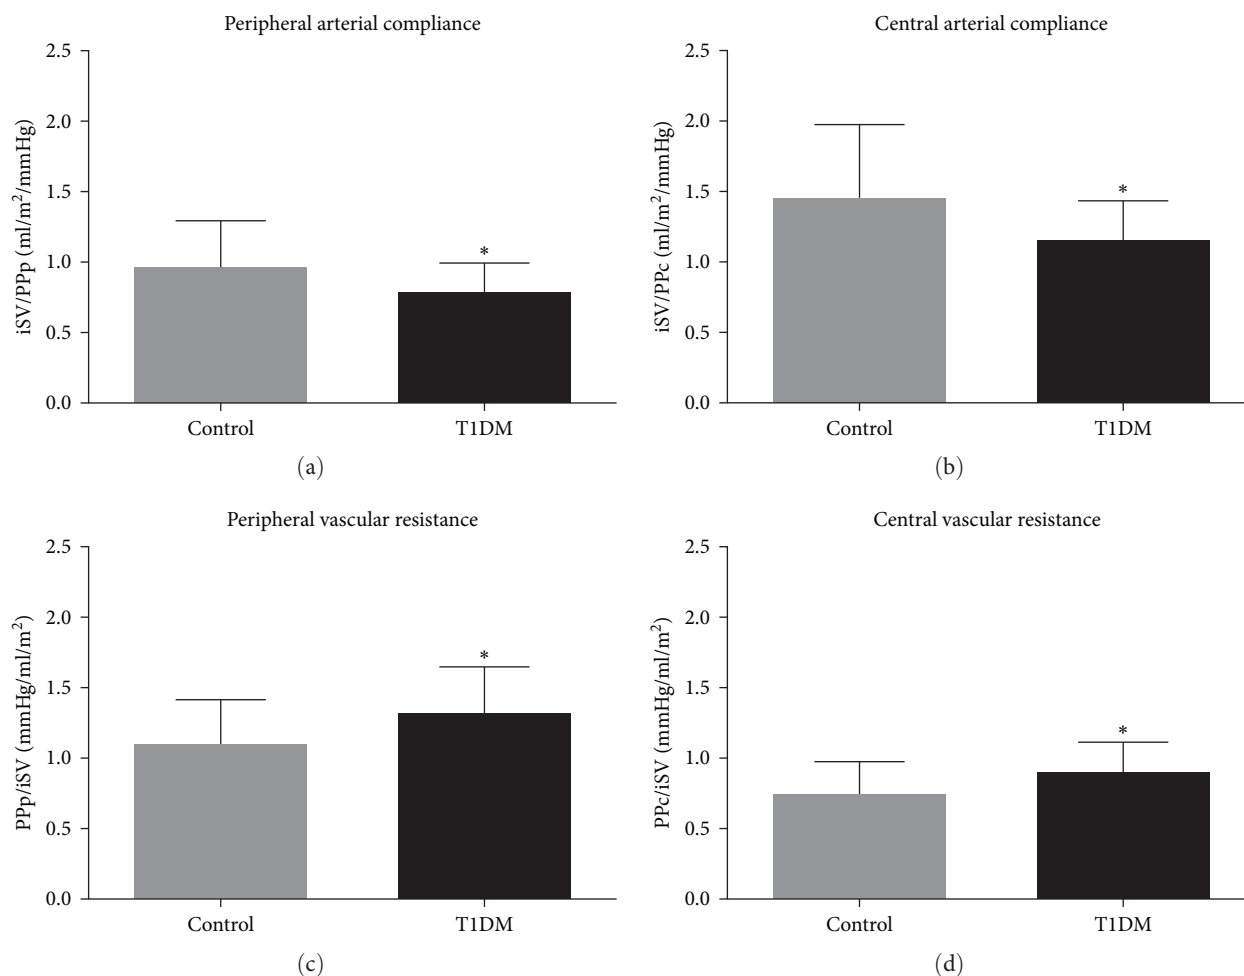 Peripheral arterial compliance
2.5
2.0
1.5
1.0
0.5
0.0
iSV/PPp (ml/m²/mmHg)
*
Control
T1DM
(a)
Central arterial compliance
2.5
2.0
1.5
1.0
0.5
0.0
iSV/PPc (ml/m²/mmHg)
*
Control
T1DM
(b)
Peripheral vascular resistance
2.5
2.0
1.5
1.0
0.5
0.0
PPp/iSV (mmHg/ml/m²)
*
Control
T1DM
(c)
Central vascular resistance
2.5
2.0
1.5
1.0
0.5
0.0
PPc/iSV (mmHg/ml/m²)
*
Control
T1DM
(d)